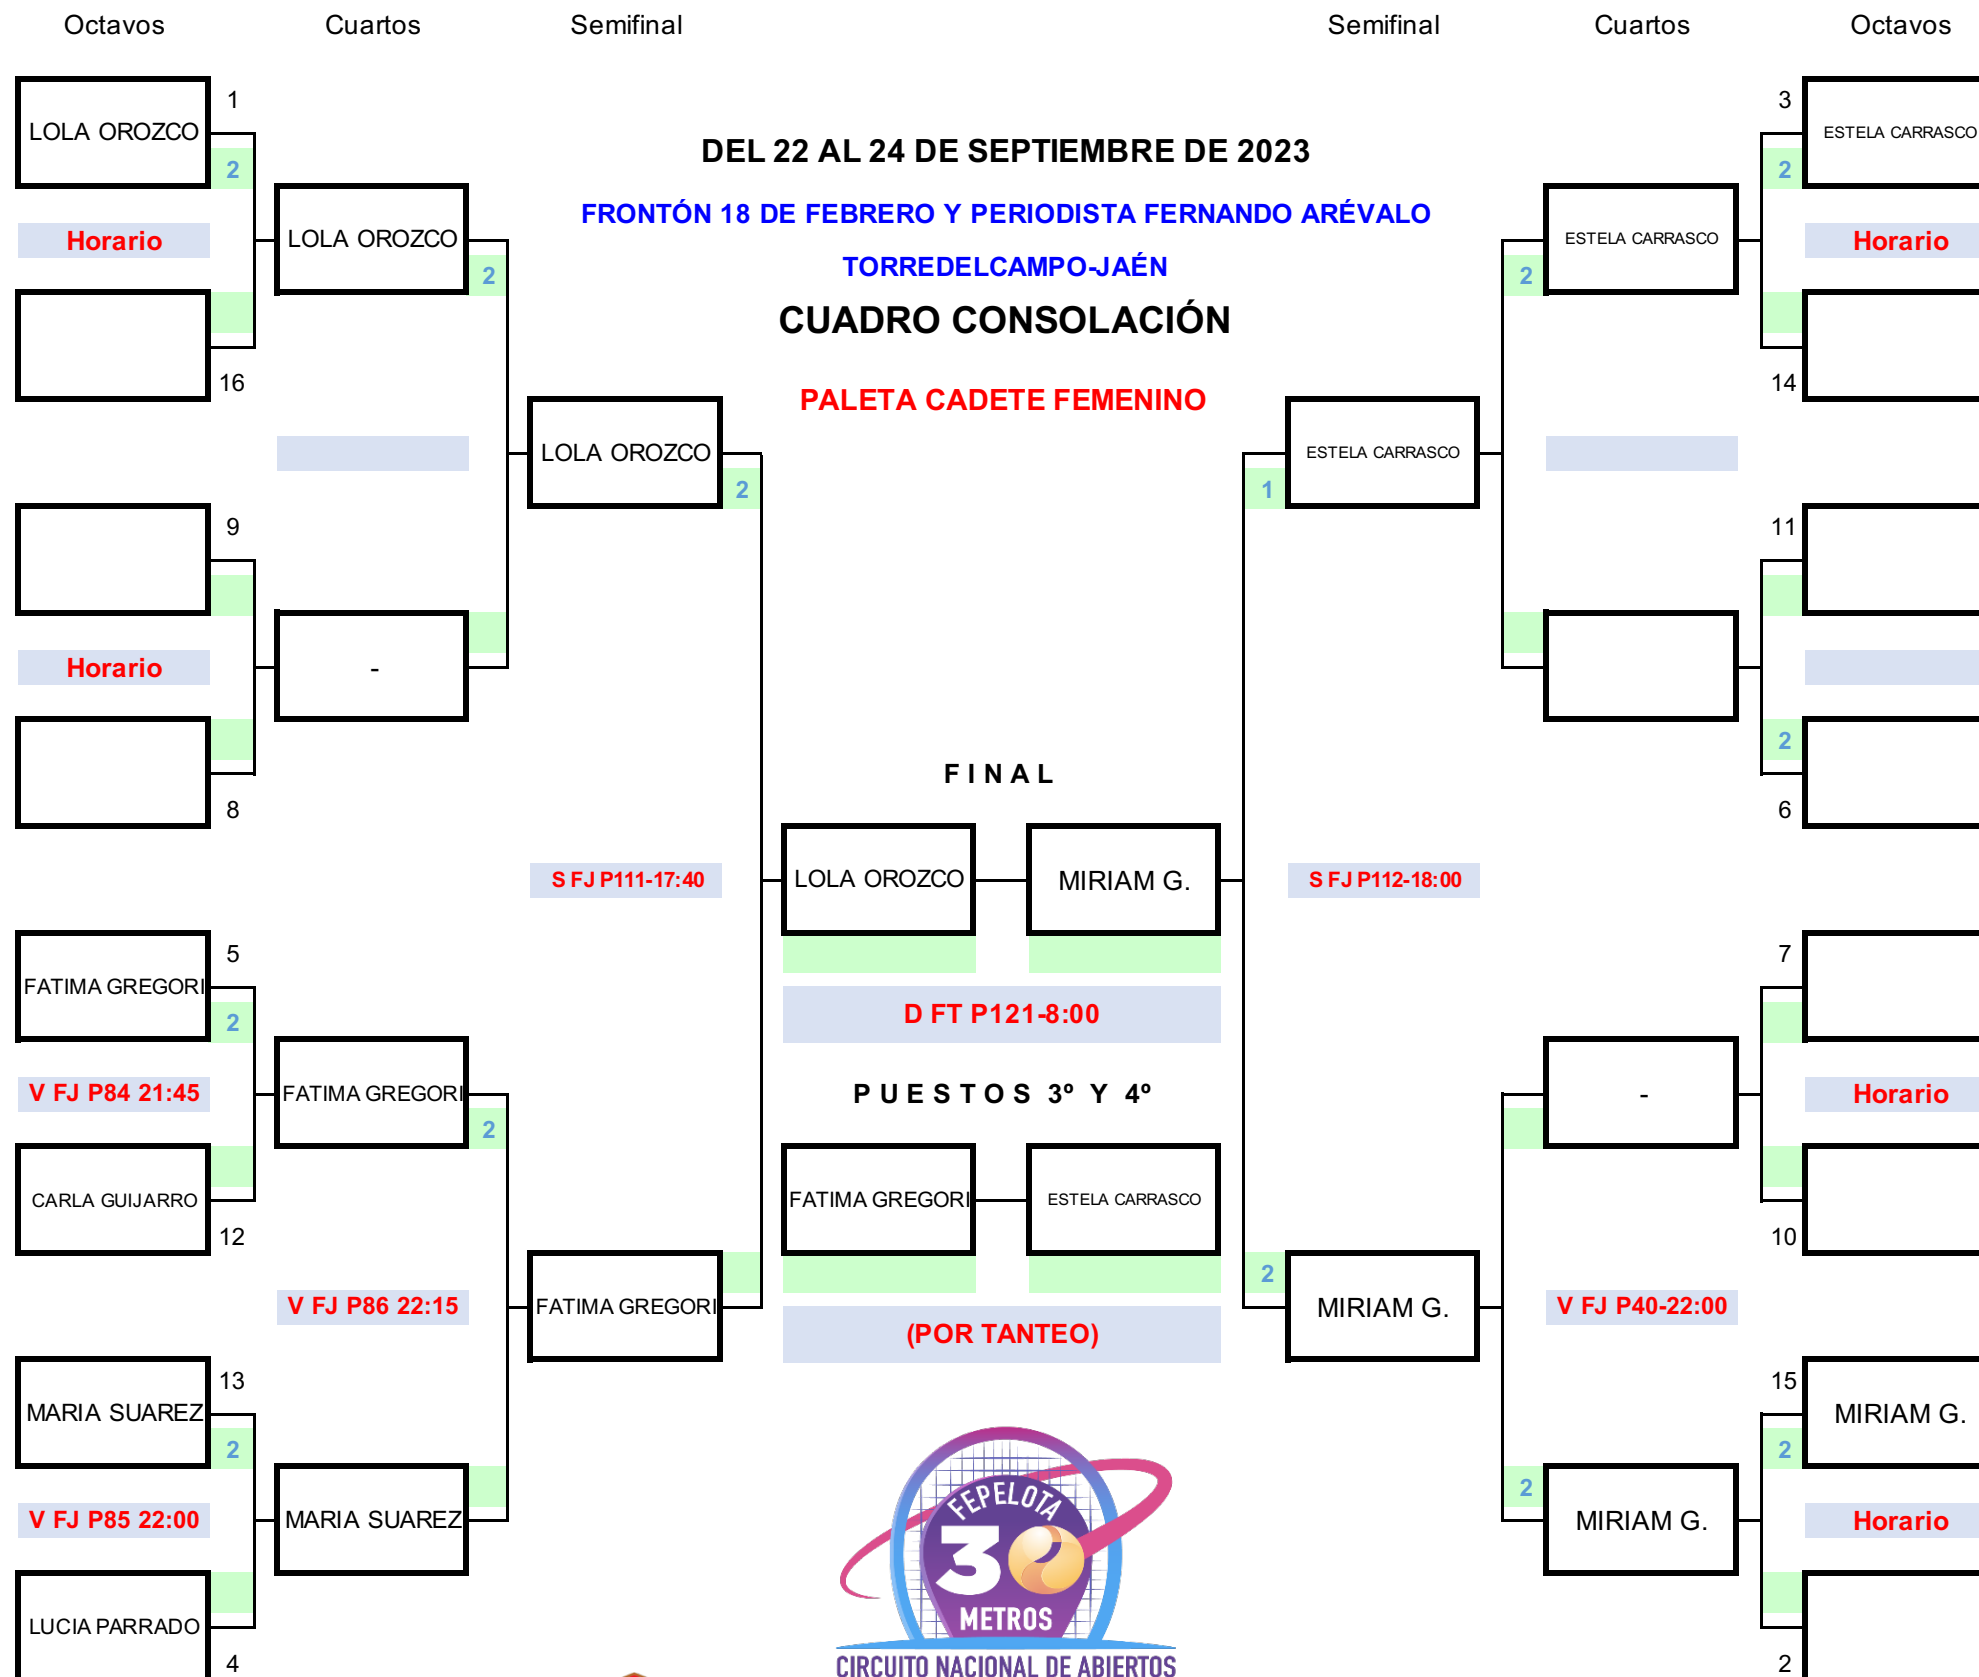 Octavos Cuartos Semifinal Semifinal Cuartos Octavos
1 3
LOLA OROZCO ESTELA CARRASCO
DEL 22 AL 24 DE SEPTIEMBRE DE 2023
2 2
FRONTÓN 18 DE FEBRERO Y PERIODISTA FERNANDO ARÉVALO
Horario LOLA OROZCO ESTELA CARRASCO Horario
TORREDELCAMPO-JAÉN
2 2
CUADRO CONSOLACIÓN
16 14
PALETA CADETE FEMENINO
LOLA OROZCO ESTELA CARRASCO
2 1
9 11
Horario -
2
FINAL
8 6
S FJ P111-17:40 LOLA OROZCO MIRIAM G. S FJ P112-18:00
5 7
FATIMA GREGORI
2 D FT P121-8:00
V FJ P84 21:45 FATIMA GREGORI PUESTOS 3º Y 4º - Horario
2
CARLA GUIJARRO FATIMA GREGORI ESTELA CARRASCO
12 10
2
V FJ P86 22:15 FATIMA GREGORI MIRIAM G. V FJ P40-22:00
(POR TANTEO)
13 15
MARIA SUAREZ MIRIAM G.
2 2
2
V FJ P85 22:00 MARIA SUAREZ MIRIAM G. Horario
FEPELOTA
30
METROS
LUCIA PARRADO
4 2
CIRCUITO NACIONAL DE ABIERTOS